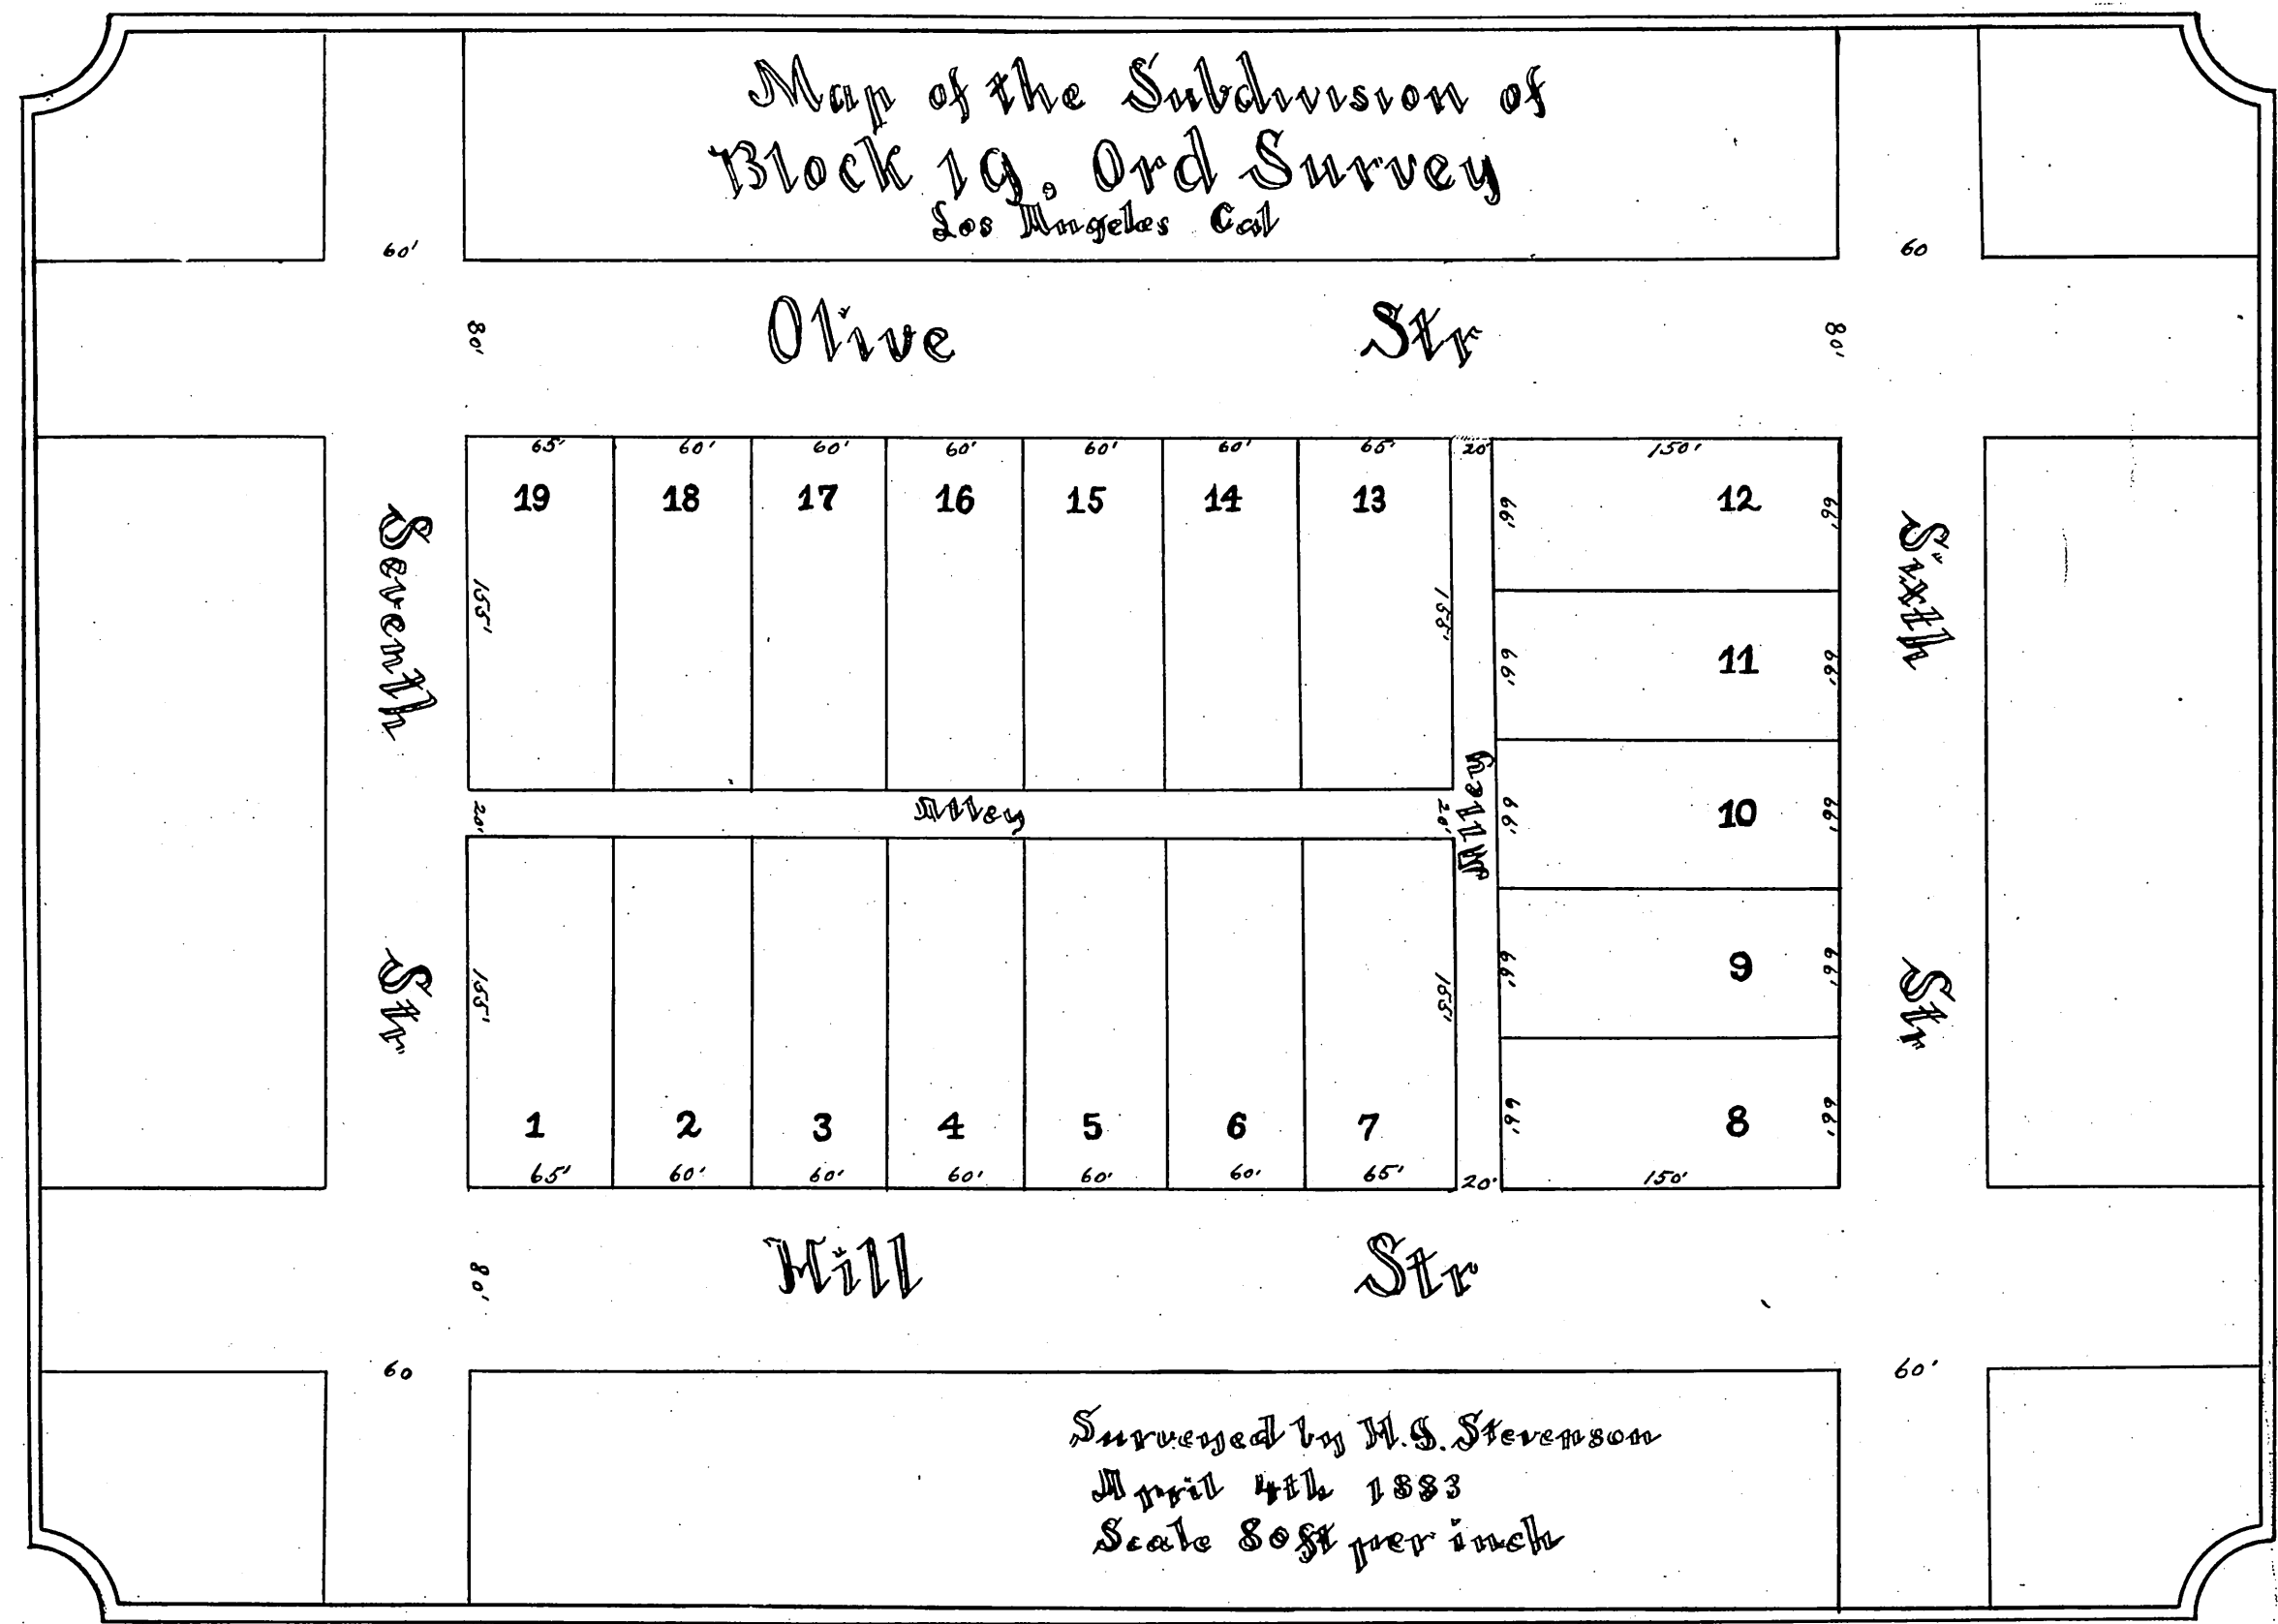 Map of the Subdivision of
Block 19. Ord Survey
Los Angeles Cal
60'
60
80'
Olive Str
80'
65' 60' 60' 60' 60' 60' 65' 20' 150'
19 18 17 16 15 14 13 12
66' 66'
Seventh Str
Sixth Str
155' 155'
11
66' 66'
Alley
Alley
20' 20'
10
66' 66'
9
66' 66'
155' 155'
1 2 3 4 5 6 7 8
66' 66'
65' 60' 60' 60' 60' 60' 65' 20' 150'
80'
Hill Str
60
60'
Surveyed by H.J. Stevenson
April 4th 1883
Scale 80 ft per inch